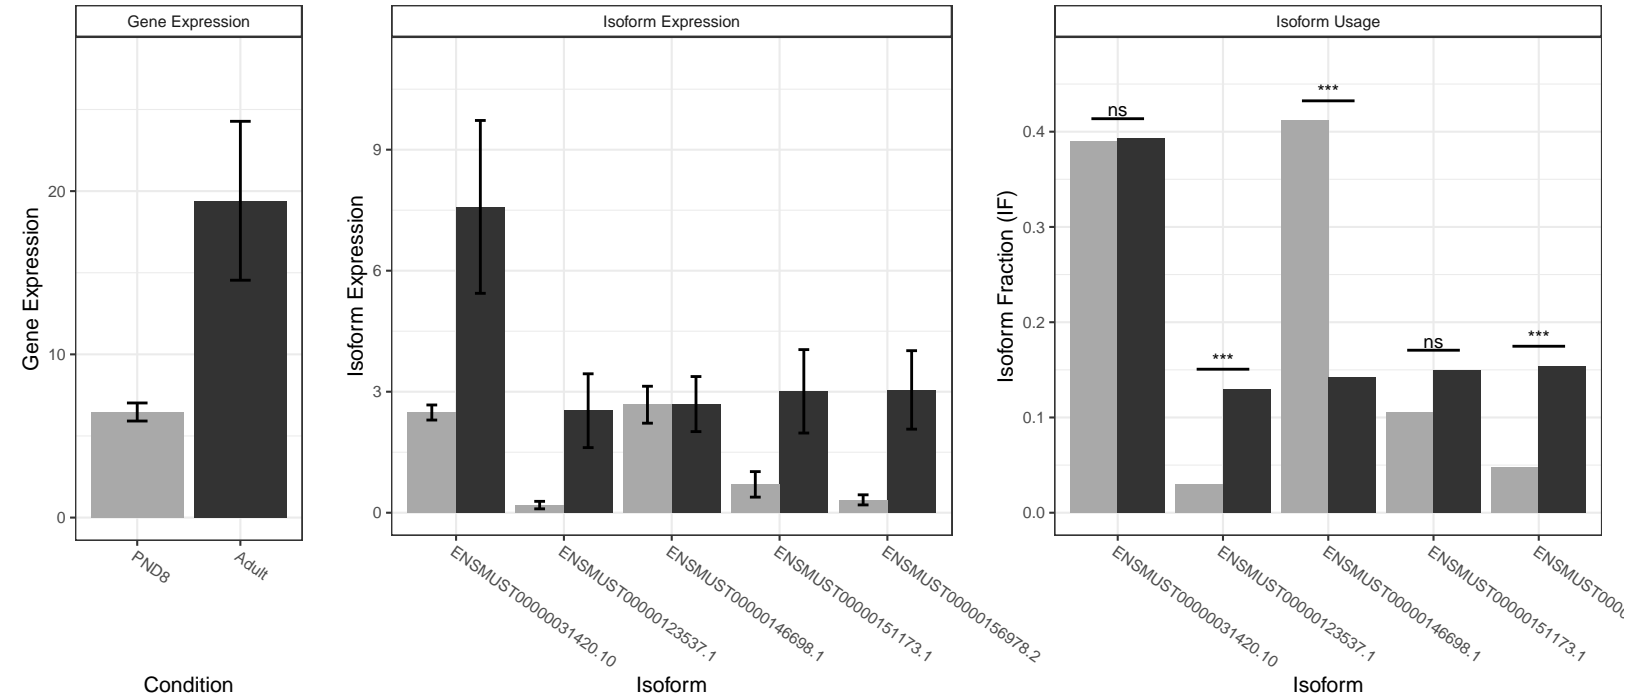 Gene Expression
Gene Expression
20
10
0
PND8
Adult
Condition
Isoform Expression
Isoform Expression
9
6
3
0
ENSMUST00000031420.10
ENSMUST00000123537.1
ENSMUST00000146698.1
ENSMUST00000151173.1
ENSMUST00000156978.2
Isoform
Isoform Usage
Isoform Fraction (IF)
0.4
0.3
0.2
0.1
0.0
ns
***
***
ns
***
ENSMUST00000031420.10
ENSMUST00000123537.1
ENSMUST00000146698.1
ENSMUST00000151173.1
Isoform